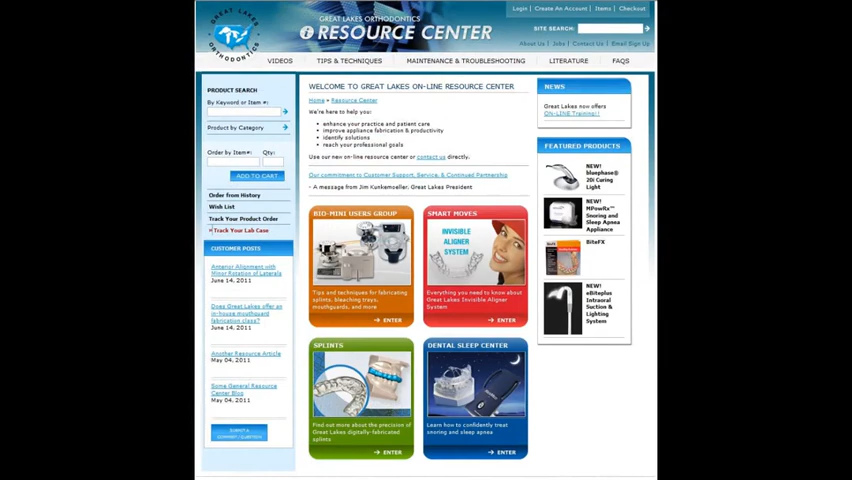 Login | Create An Account | Items | Checkout
GREAT LAKES ORTHODONTICS
GREAT LAKES ORTHODONTICS
RESOURCE CENTER
SITE SEARCH:
About Us | Jobs | Contact Us | Email Sign Up
VIDEOS TIPS & TECHNIQUES MAINTENANCE & TROUBLESHOOTING LITERATURE FAQS
PRODUCT SEARCH
By Keyword or Item #:
Product by Category
Order by Item#: Qty:
ADD TO CART
Order from History
Wish List
Track Your Product Order
» Track Your Lab Case
CUSTOMER POSTS
Anterior Alignment with
Minor Rotation of Laterals
June 14, 2011
Does Great Lakes offer an
in-house mouthguard
fabrication class?
June 14, 2011
Another Resource Article
May 04, 2011
Some General Resource
Center Blog
May 04, 2011
SUBMIT A
COMMENT / QUESTION
WELCOME TO GREAT LAKES ON-LINE RESOURCE CENTER
Home » Resource Center
We're here to help you:
• enhance your practice and patient care
• improve appliance fabrication & productivity
• identify solutions
• reach your professional goals
Use our new on-line resource center or contact us directly.
Our commitment to Customer Support, Service, & Continued Partnership
- A message from Jim Kunkemoeller, Great Lakes President
BIO-MINI USERS GROUP
Tips and techniques for fabricating
splints, bleaching trays,
mouthguards, and more
ENTER
SMART MOVES
INVISIBLE
ALIGNER
SYSTEM
Everything you need to know about
Great Lakes Invisible Aligner
System
ENTER
SPLINTS
Find out more about the precision of
Great Lakes digitally-fabricated
splints
ENTER
DENTAL SLEEP CENTER
Learn how to confidently treat
snoring and sleep apnea
ENTER
NEWS
Great Lakes now offers
ON-LINE Training!!
FEATURED PRODUCTS
NEW!
bluephase®
20i Curing
Light
NEW!
MPowRx™
Snoring and
Sleep Apnea
Appliance
BiteFX
NEW!
eBiteplus
Intraoral
Suction &
Lighting
System